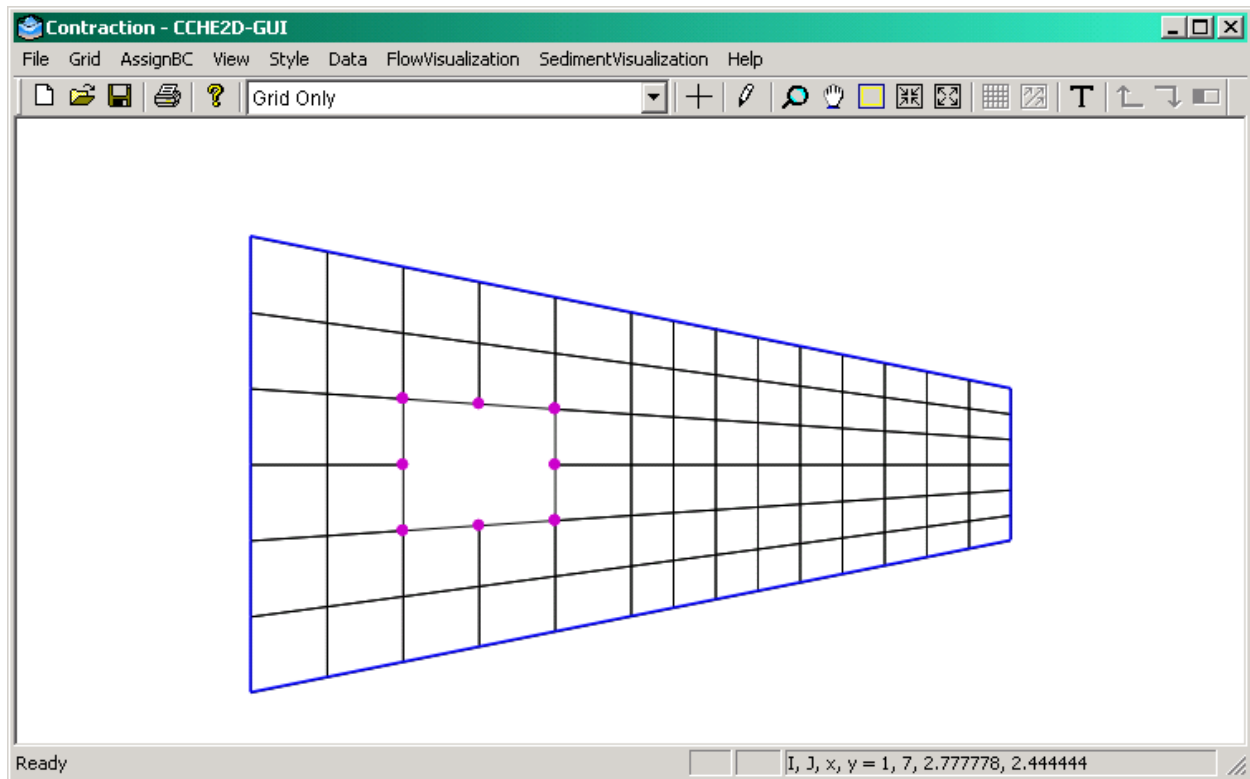 Contraction - CCHE2D-GUI
File Grid AssignBC View Style Data FlowVisualization SedimentVisualization Help
Grid Only T
Ready I, J, x, y = 1, 7, 2.777778, 2.444444